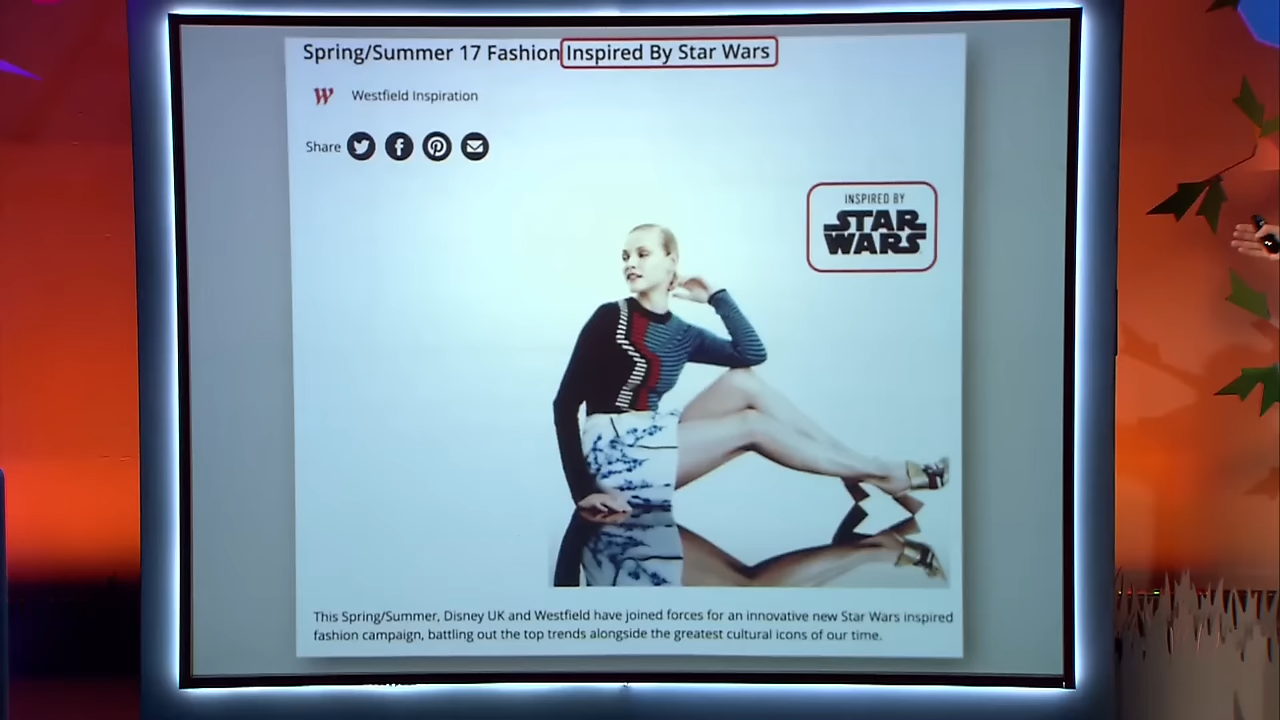 Spring/Summer 17 Fashion Inspired By Star Wars
W Westfield Inspiration
Share
INSPIRED BY
STAR
WARS
This Spring/Summer, Disney UK and Westfield have joined forces for an innovative new Star Wars inspired
fashion campaign, battling out the top trends alongside the greatest cultural icons of our time.